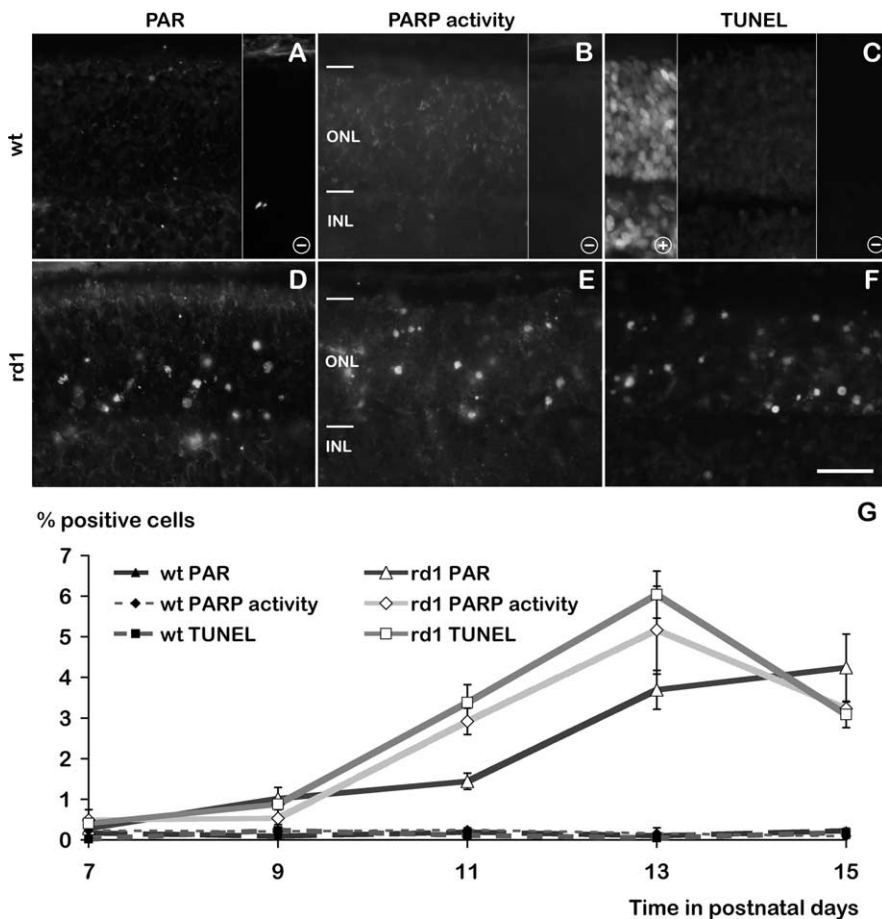 PAR PARP activity TUNEL
wt
A
B
C
ONL
INL
− − + −
rd1
D
E
F
ONL
INL
G
% positive cells
wt PAR
wt PARP activity
wt TUNEL
rd1 PAR
rd1 PARP activity
rd1 TUNEL
7
6
5
4
3
2
1
0
7 9 11 13 15
Time in postnatal days